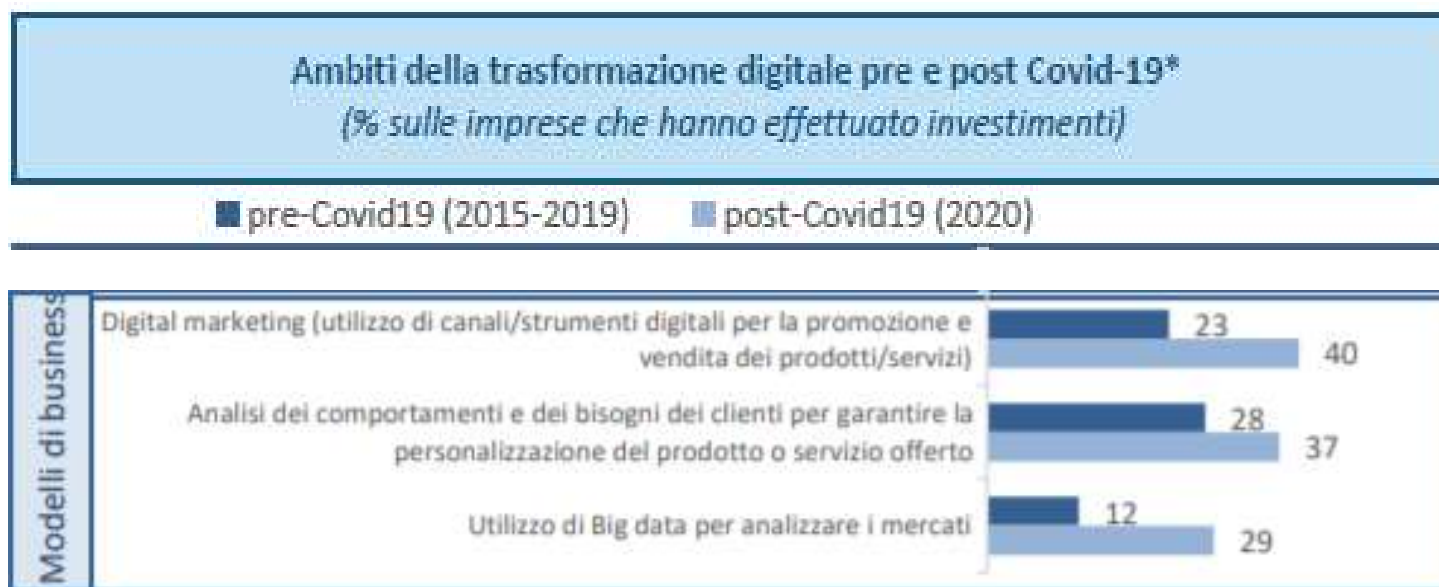 Ambiti della trasformazione digitale pre e post Covid-19*
(% sulle imprese che hanno effettuato investimenti)
pre-Covid19 (2015-2019) post-Covid19 (2020)
Modelli di business
Digital marketing (utilizzo di canali/strumenti digitali per la promozione e
vendita dei prodotti/servizi)
23
40
Analisi dei comportamenti e dei bisogni dei clienti per garantire la
personalizzazione del prodotto o servizio offerto
28
37
Utilizzo di Big data per analizzare i mercati
12
29